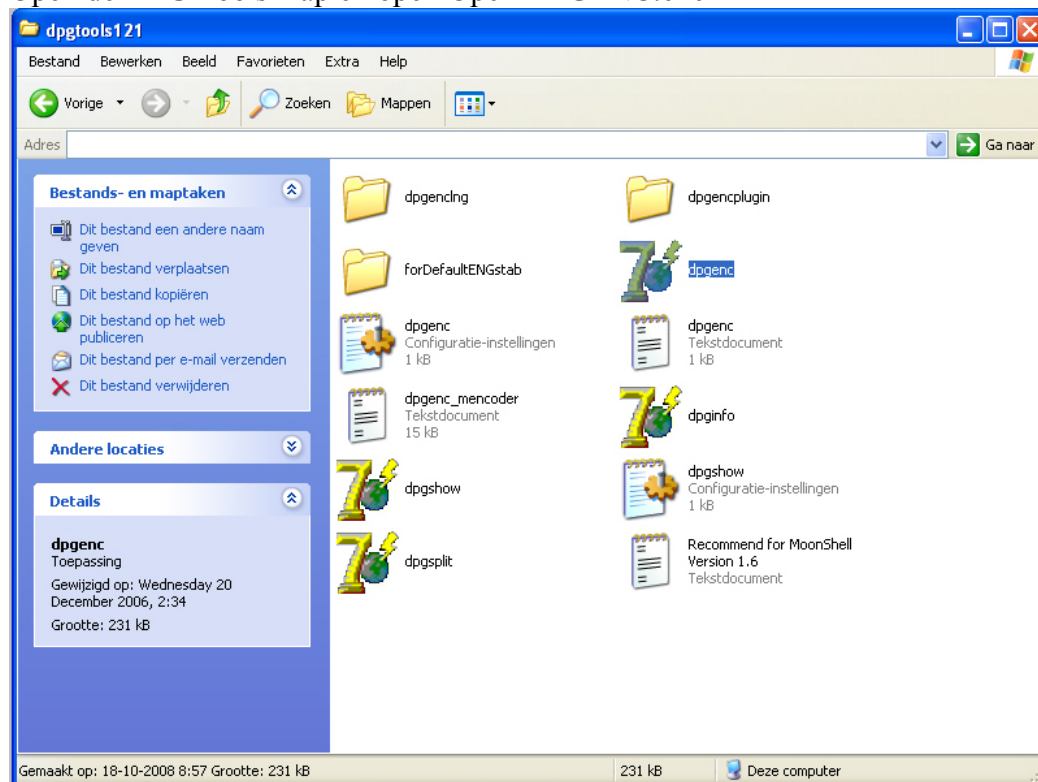 dpgtools121
Bestand Bewerken Beeld Favorieten Extra Help
Vorige Zoeken Mappen
Adres Ga naar
Bestands- en maptaken
Dit bestand een andere naam
geven
Dit bestand verplaatsen
Dit bestand kopiëren
Dit bestand op het web
publiceren
Dit bestand per e-mail verzenden
Dit bestand verwijderen
Andere locaties
Details
dpgenc
Toepassing
Gewijzigd op: Wednesday 20
December 2006, 2:34
Grootte: 231 kB
dpgenclng
dpgencplugin
forDefaultENGstab
dpgenc
dpgenc
Configuratie-instellingen
1 kB
dpgenc
Tekstdocument
1 kB
dpgenc_mencoder
Tekstdocument
15 kB
dpginfo
dpgshow
dpgshow
Configuratie-instellingen
1 kB
dpgsplit
Recommend for MoonShell
Version 1.6
Tekstdocument
Gemaakt op: 18-10-2008 8:57 Grootte: 231 kB 231 kB Deze computer